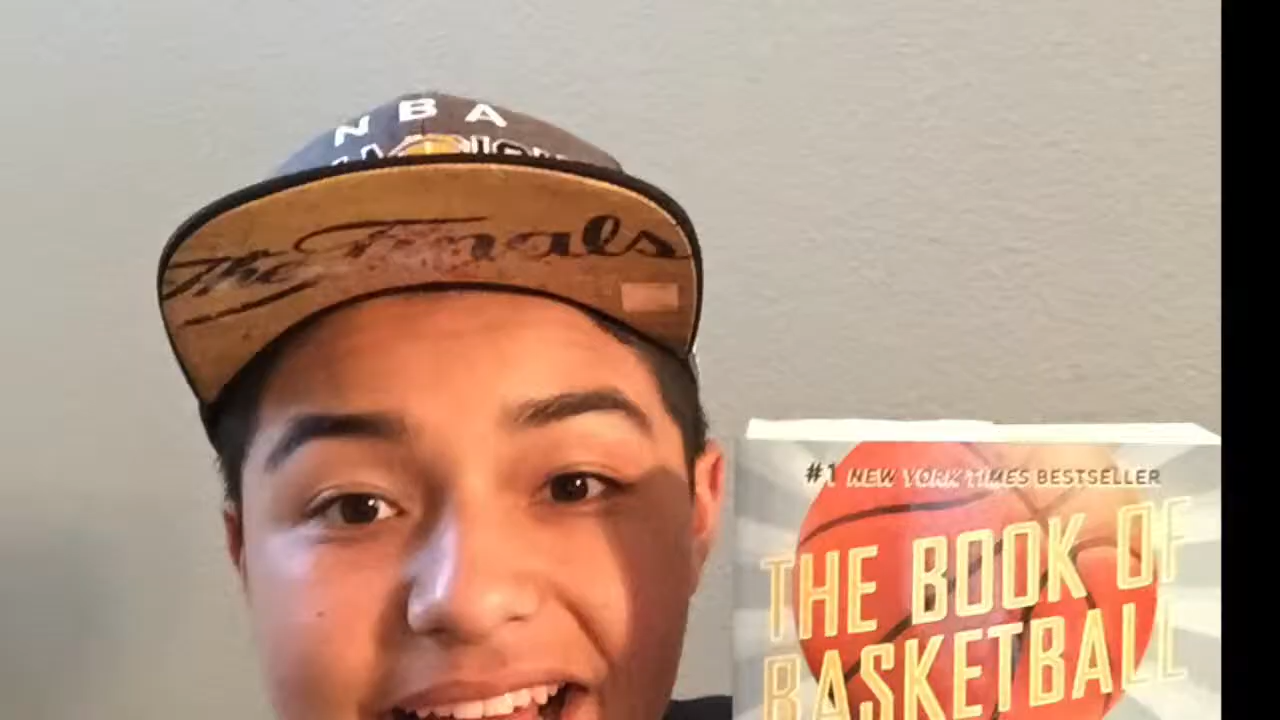 NBA
The Finals
#1 NEW YORK TIMES BESTSELLER
THE BOOK OF
BASKETBALL